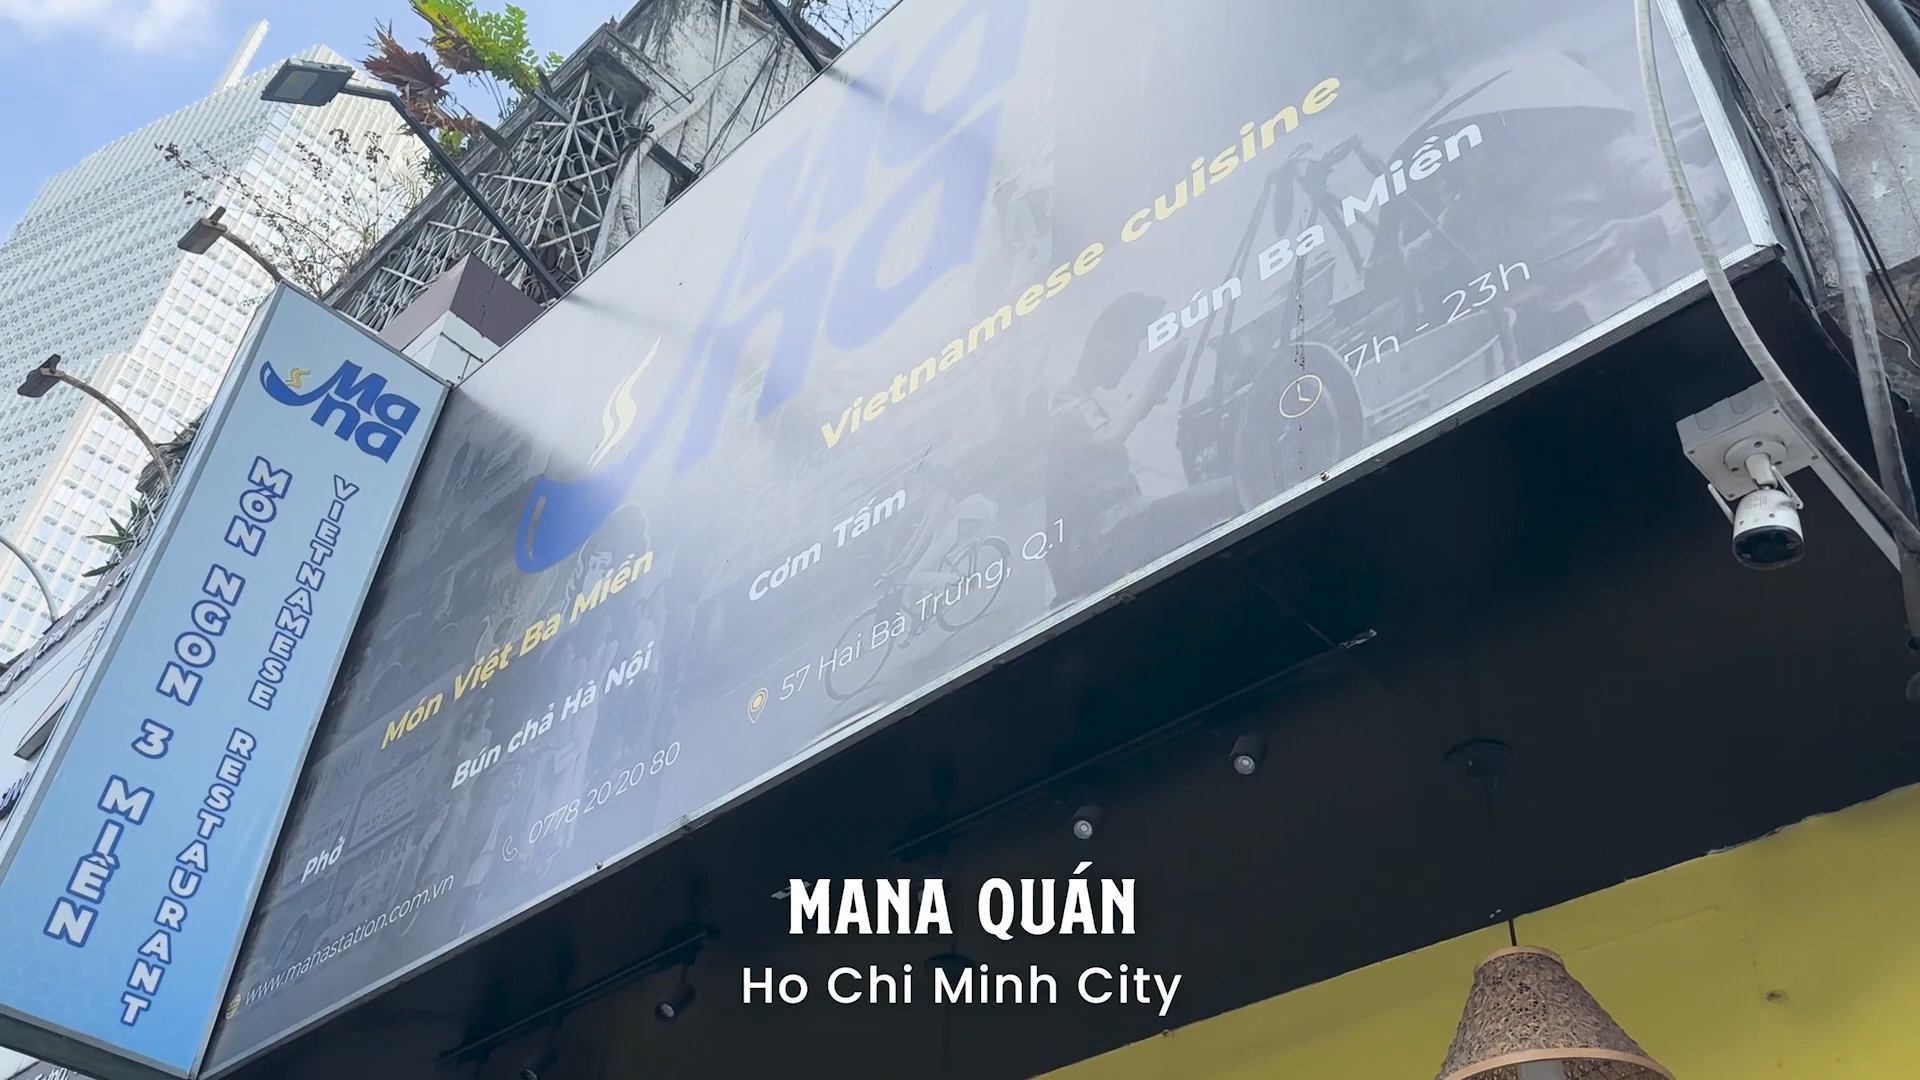 Mana
MÓN NGON 3 MIỀN
VIETNAMESE RESTAURANT
Mana
Vietnamese cuisine
Món Việt Ba Miền
Phở
Bún chả Hà Nội
Cơm Tấm
Bún Ba Miền
www.manastation.com.vn
0778 20 20 80
57 Hai Bà Trưng, Q.1
7h - 23h
MANA QUÁN
Ho Chi Minh City